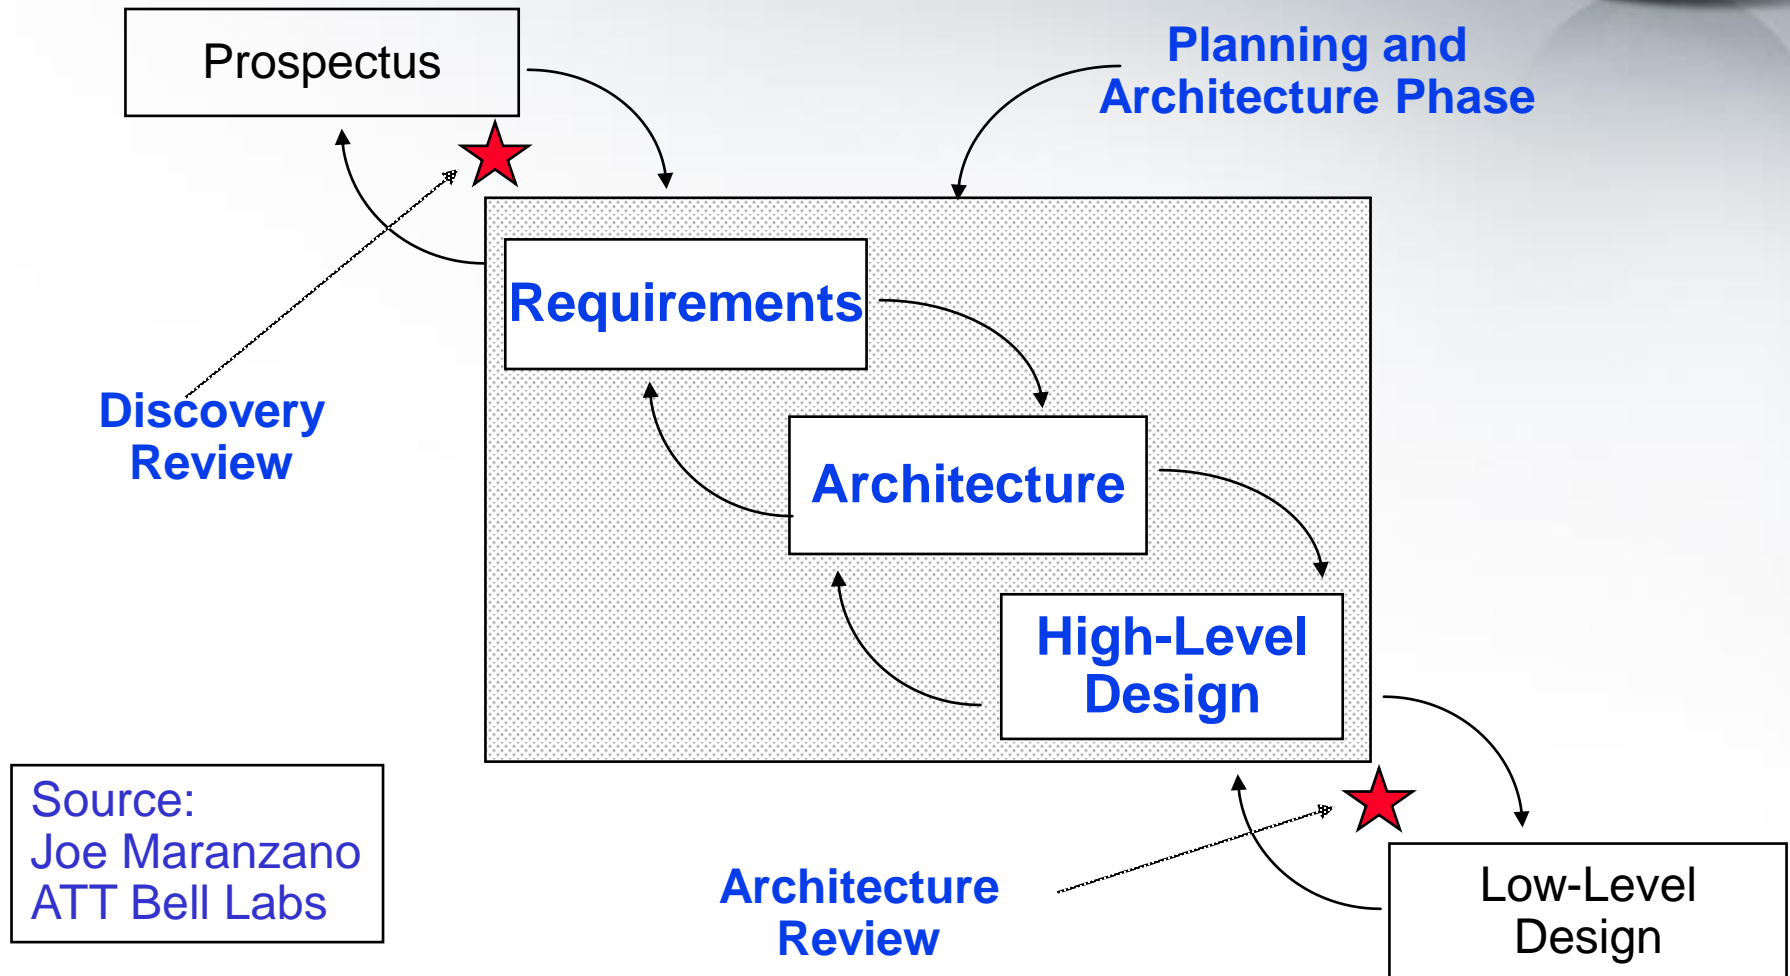 Prospectus
Planning and
Architecture Phase
Requirements
Discovery
Review
Architecture
High-Level
Design
Source:
Joe Maranzano
ATT Bell Labs
Architecture
Review
Low-Level
Design